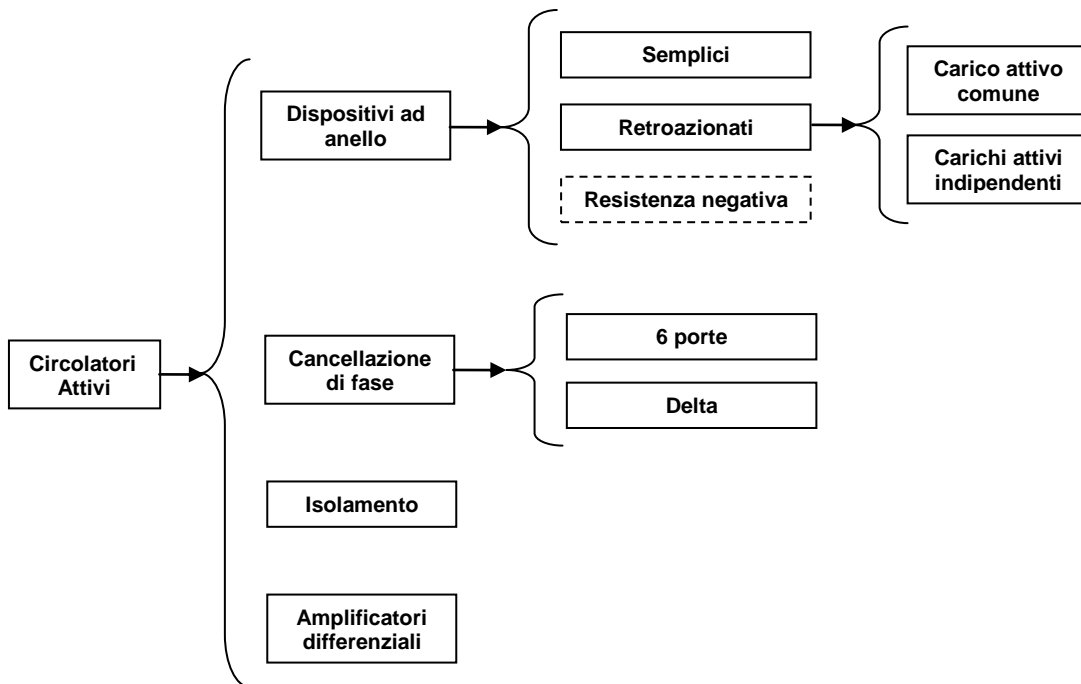 Circolatori
Attivi
Dispositivi ad
anello
Semplici
Retroazionati
Resistenza negativa
Carico attivo
comune
Carichi attivi
indipendenti
Cancellazione
di fase
6 porte
Delta
Isolamento
Amplificatori
differenziali